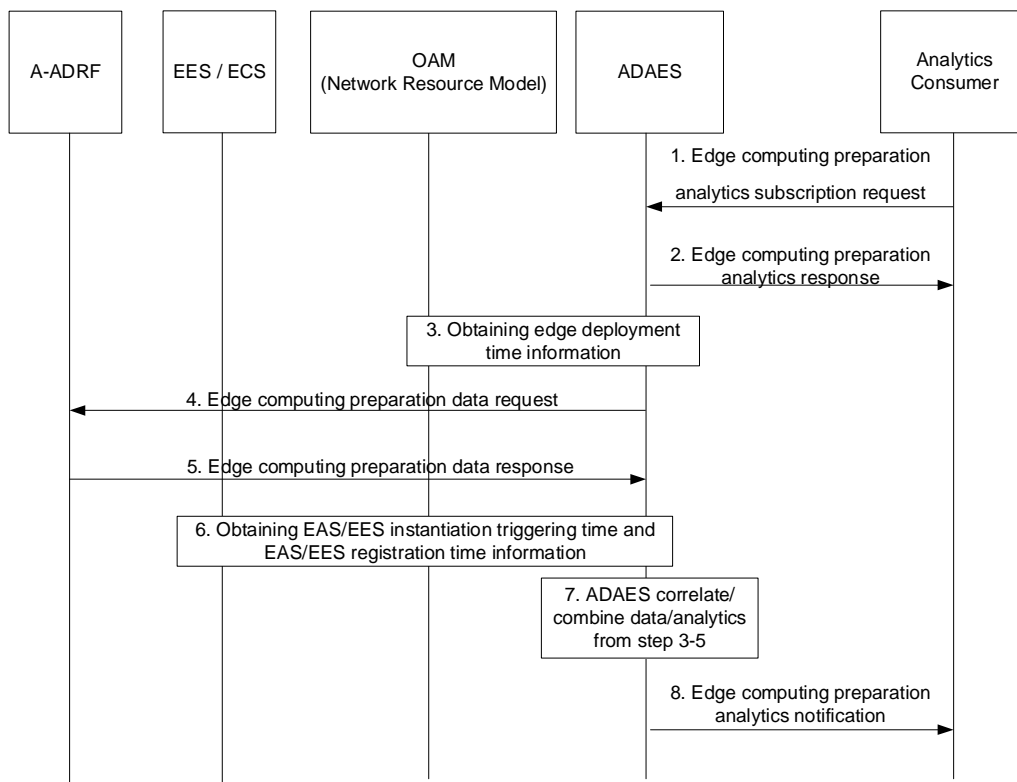 A-ADRF
EES / ECS
OAM
(Network Resource Model)
ADAES
Analytics
Consumer
1. Edge computing preparation
analytics subscription request
2. Edge computing preparation
analytics response
3. Obtaining edge deployment
time information
4. Edge computing preparation data request
5. Edge computing preparation data response
6. Obtaining EAS/EES instantiation triggering time and
EAS/EES registration time information
7. ADAES correlate/
combine data/analytics
from step 3-5
8. Edge computing preparation
analytics notification